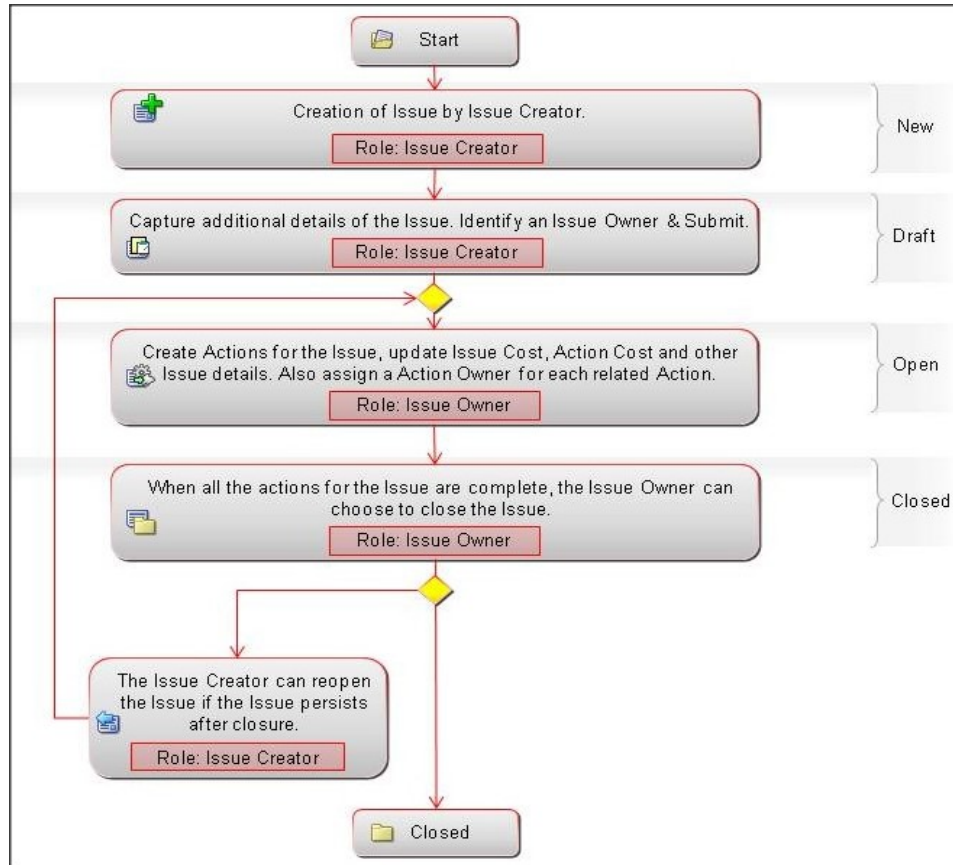 Start
Creation of Issue by Issue Creator.
Role: Issue Creator
New
Capture additional details of the Issue. Identify an Issue Owner & Submit.
Role: Issue Creator
Draft
Create Actions for the Issue, update Issue Cost, Action Cost and other
Issue details. Also assign a Action Owner for each related Action.
Role: Issue Owner
Open
When all the actions for the Issue are complete, the Issue Owner can
choose to close the Issue.
Role: Issue Owner
Closed
The Issue Creator can reopen
the Issue if the Issue persists
after closure.
Role: Issue Creator
Closed